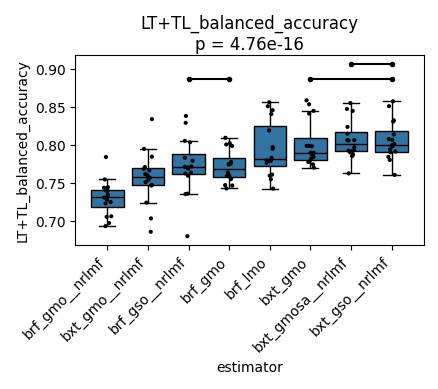 LT+TL_balanced_accuracy
p = 4.76e-16
LT+TL_balanced_accuracy
0.90
0.85
0.80
0.75
0.70
brf_gmo__nrlmf
bxt_gmo__nrlmf
brf_gso__nrlmf
brf_gmo
brf_lmo
bxt_gmo
bxt_gmosa__nrlmf
bxt_gso__nrlmf
estimator